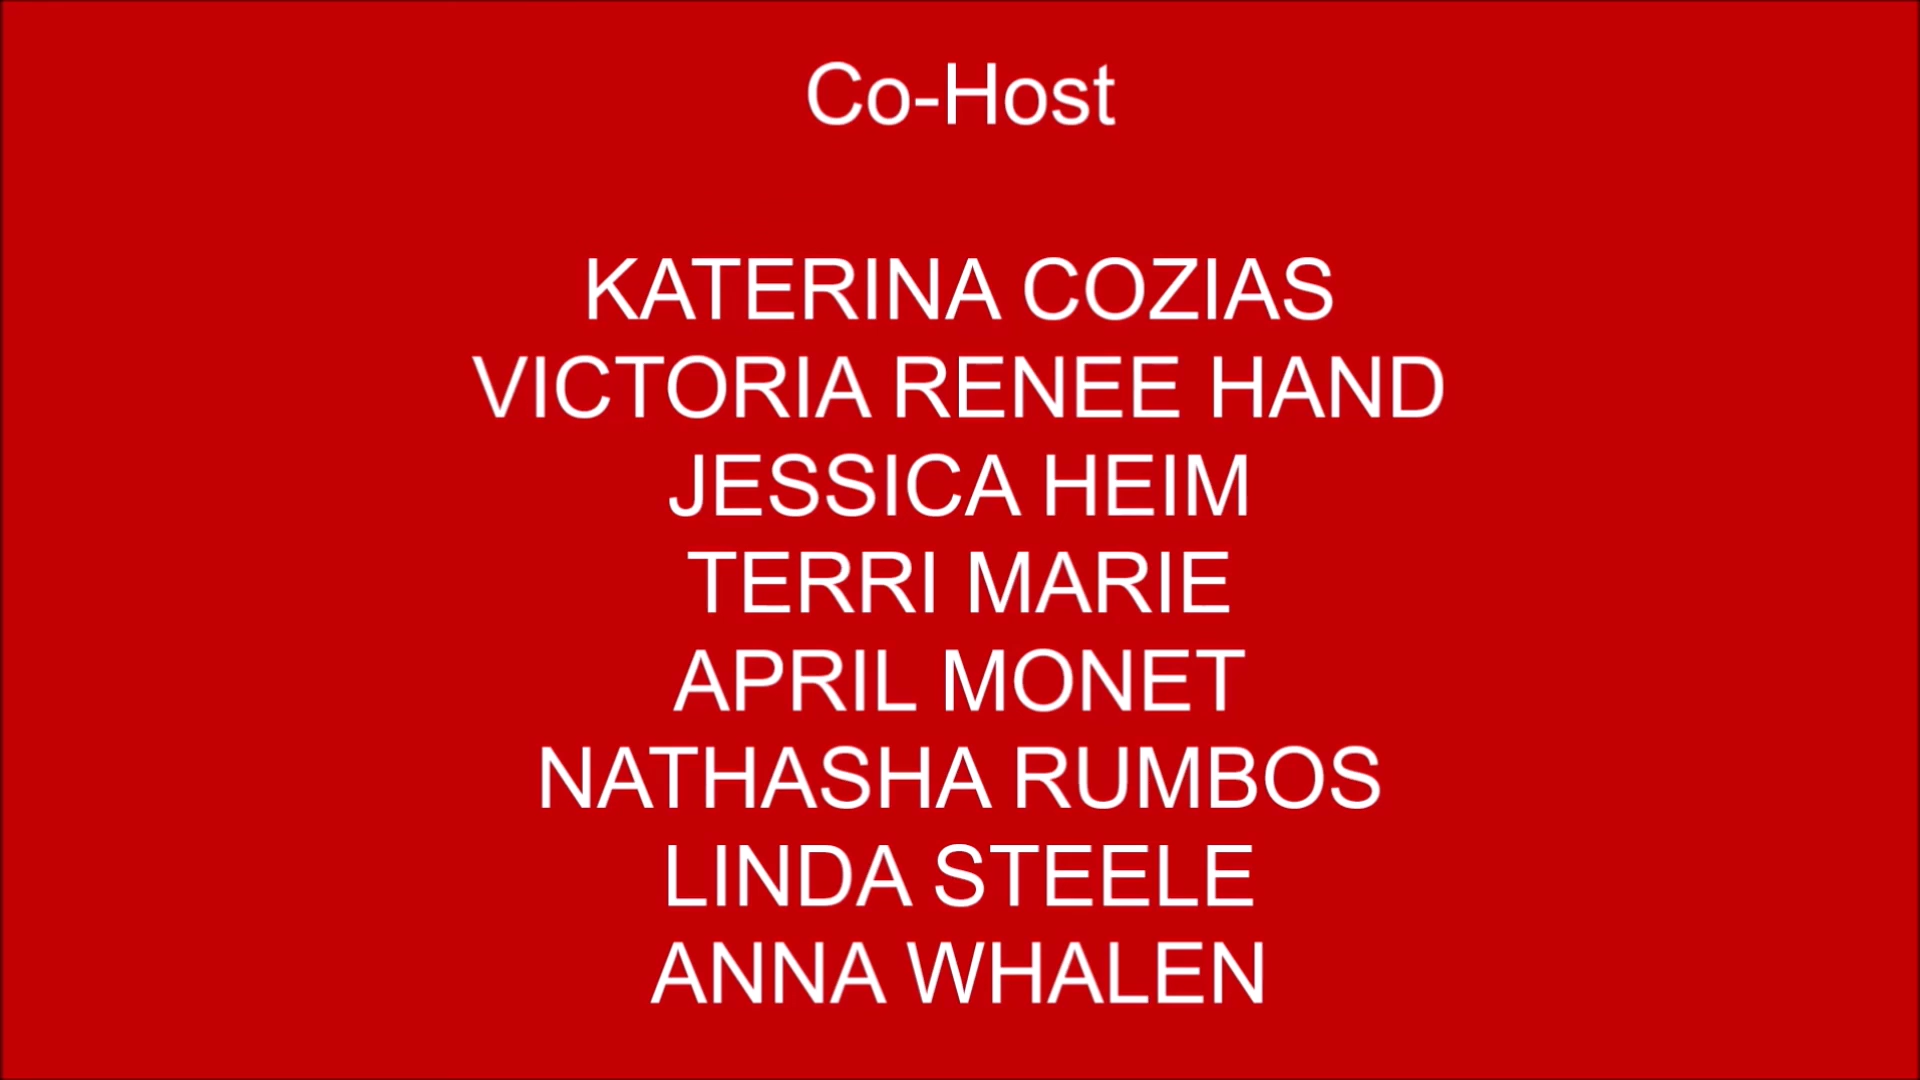 Co-Host
KATERINA COZIAS
VICTORIA RENEE HAND
JESSICA HEIM
TERRI MARIE
APRIL MONET
NATHASHA RUMBOS
LINDA STEELE
ANNA WHALEN